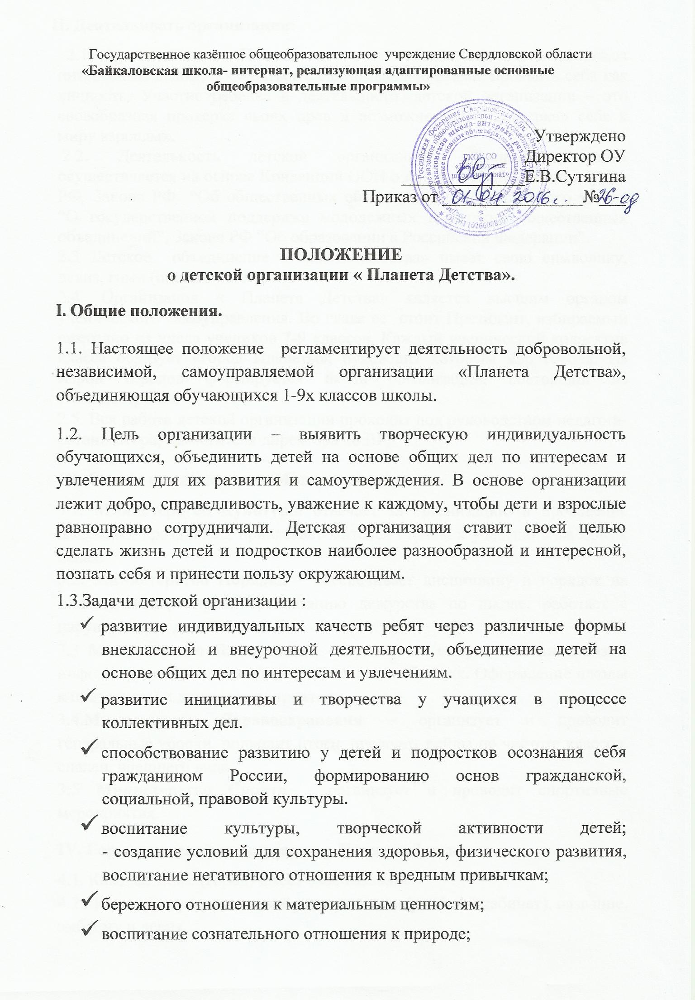 Государственное казённое общеобразовательное учреждение Свердловской области
«Байкаловская школа- интернат, реализующая адаптированные основные
общеобразовательные программы»
Утверждено
Директор ОУ
Е.В.Сутягина
Приказ от 01.04.2016г. №26-од
ГКОУ СО
«Байкаловская
школа-интернат»
ПОЛОЖЕНИЕ
о детской организации « Планета Детства».
I. Общие положения.
1.1. Настоящее положение регламентирует деятельность добровольной,
независимой, самоуправляемой организации «Планета Детства»,
объединяющая обучающихся 1-9х классов школы.
1.2. Цель организации – выявить творческую индивидуальность
обучающихся, объединить детей на основе общих дел по интересам и
увлечениям для их развития и самоутверждения. В основе организации
лежит добро, справедливость, уважение к каждому, чтобы дети и взрослые
равноправно сотрудничали. Детская организация ставит своей целью
сделать жизнь детей и подростков наиболее разнообразной и интересной,
познать себя и принести пользу окружающим.
1.3.Задачи детской организации :
✓ развитие индивидуальных качеств ребят через различные формы
внеклассной и внеурочной деятельности, объединение детей на
основе общих дел по интересам и увлечениям.
✓ развитие инициативы и творчества у учащихся в процессе
коллективных дел.
✓ способствование развитию у детей и подростков осознания себя
гражданином России, формированию основ гражданской,
социальной, правовой культуры.
✓ воспитание культуры, творческой активности детей;
- создание условий для сохранения здоровья, физического развития,
воспитание негативного отношения к вредным привычкам;
✓ бережного отношения к материальным ценностям;
✓ воспитание сознательного отношения к природе;